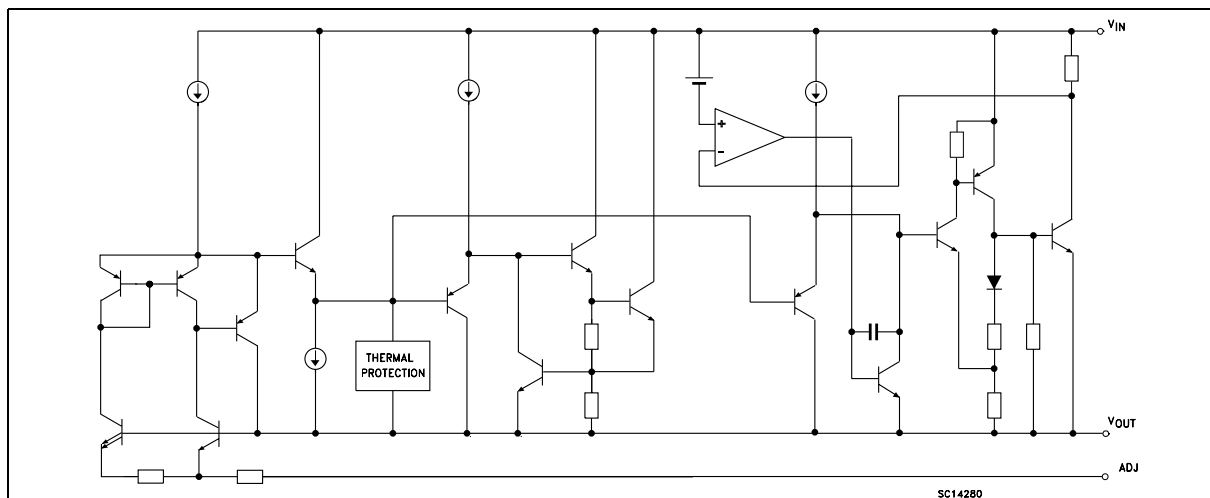 VIN
+
-
THERMAL
PROTECTION
VOUT
ADJ
SC14280